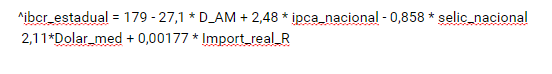 ^ibcr_estadual = 179 - 27,1 * D_AM + 2,48 * ipca_nacional - 0,858 * selic_nacional
2,11*Dolar_med + 0,00177 * Import_real_R